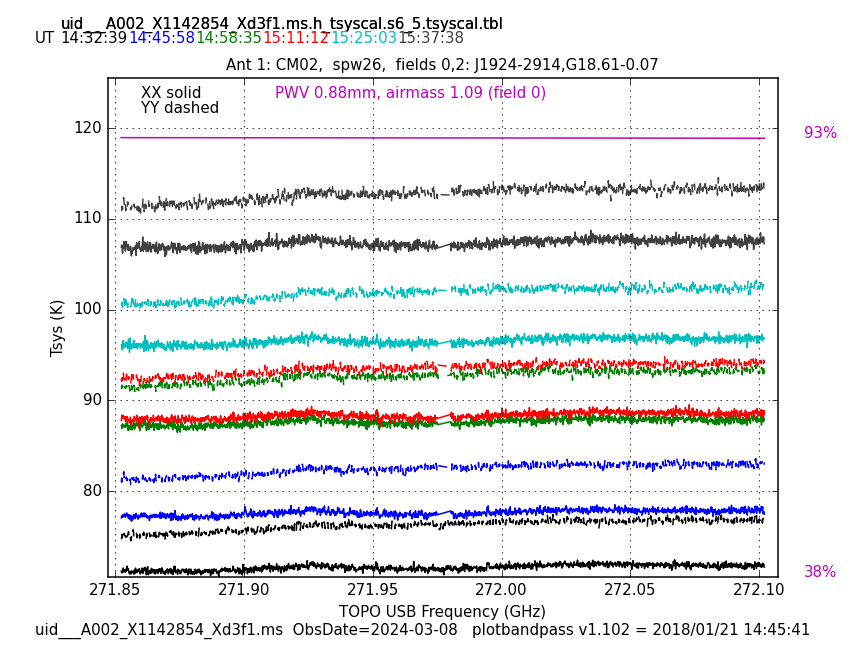 uid___A002_X1142854_Xd3f1.ms.h_tsyscal.s6_5.tsyscal.tbl
UT 14:32:39 14:45:58 14:58:35 15:11:12 15:25:03 15:37:38
Ant 1: CM02,  spw26,  fields 0,2: J1924-2914,G18.61-0.07
XX solid
PWV 0.88mm, airmass 1.09 (field 0)
YY dashed
93%
120
110
100
90
80
Tsys (K)
38%
271.85 271.90 271.95 272.00 272.05 272.10
TOPO USB Frequency (GHz)
uid___A002_X1142854_Xd3f1.ms  ObsDate=2024-03-08   plotbandpass v1.102 = 2018/01/21 14:45:41